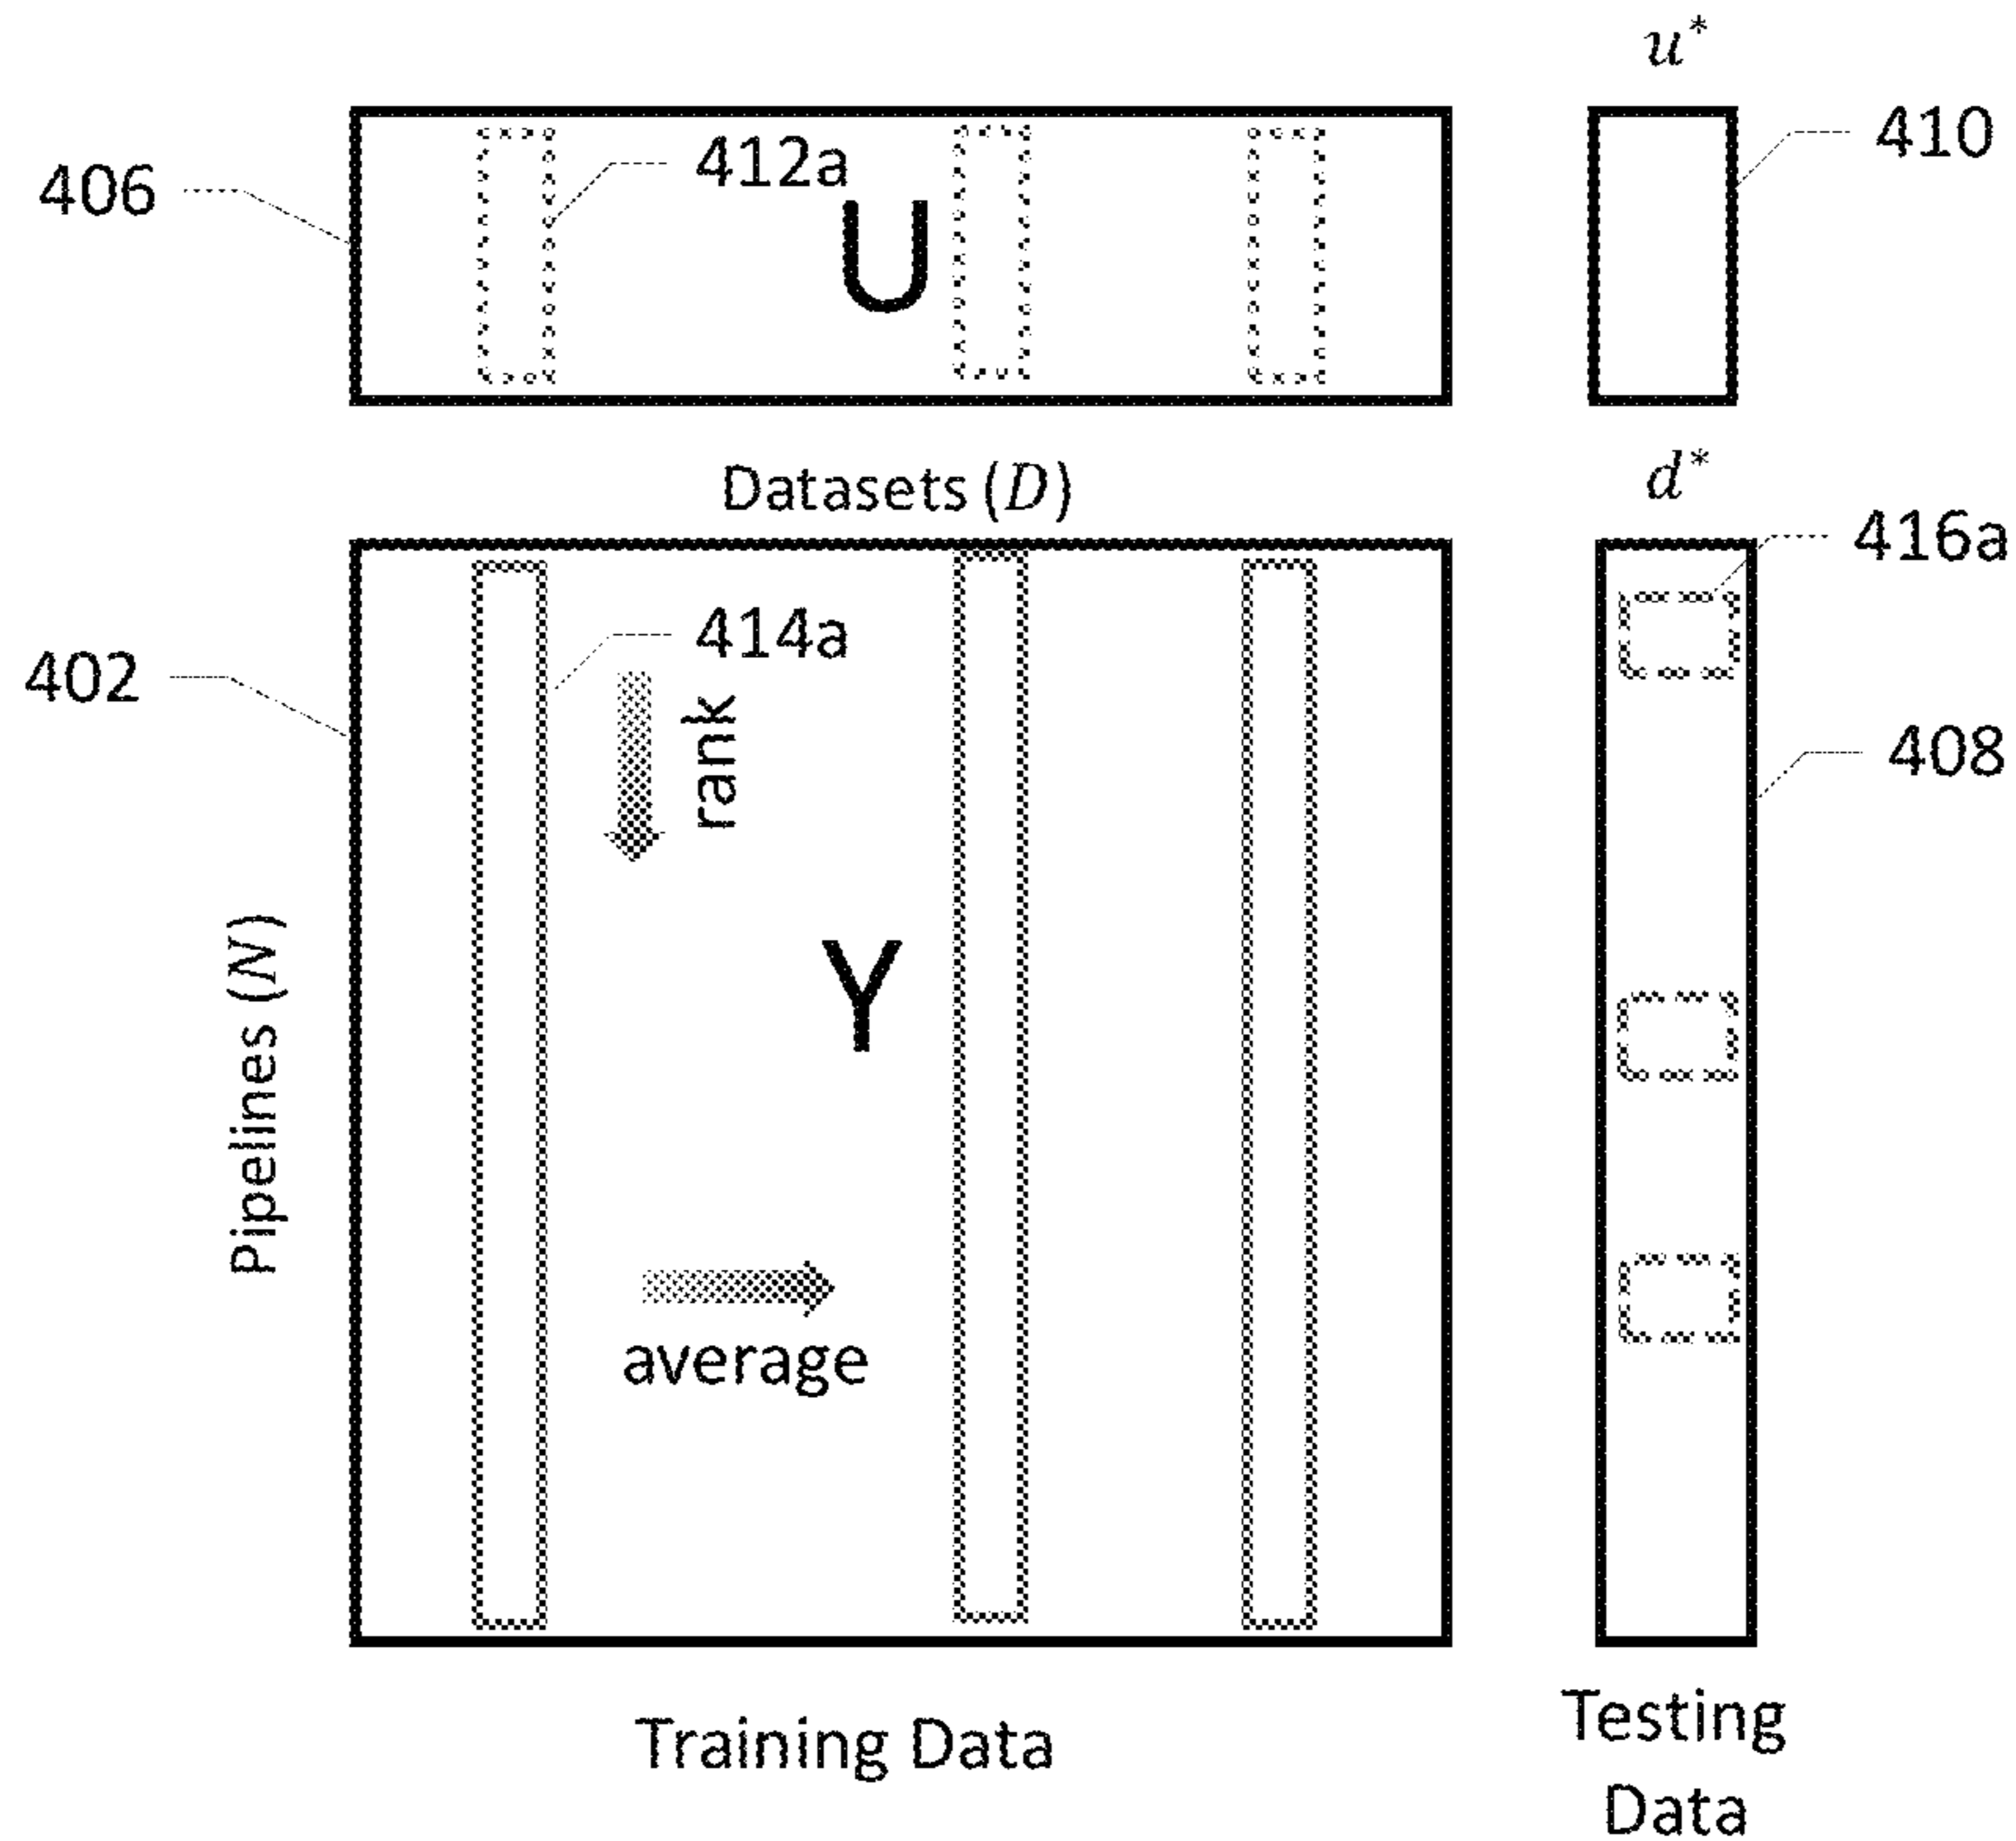 u*
410
412a
406
U
Datasets (D)
d*
416a
414a
402
rank
408
Y
Pipelines (N)
average
Training Data
Testing
Data